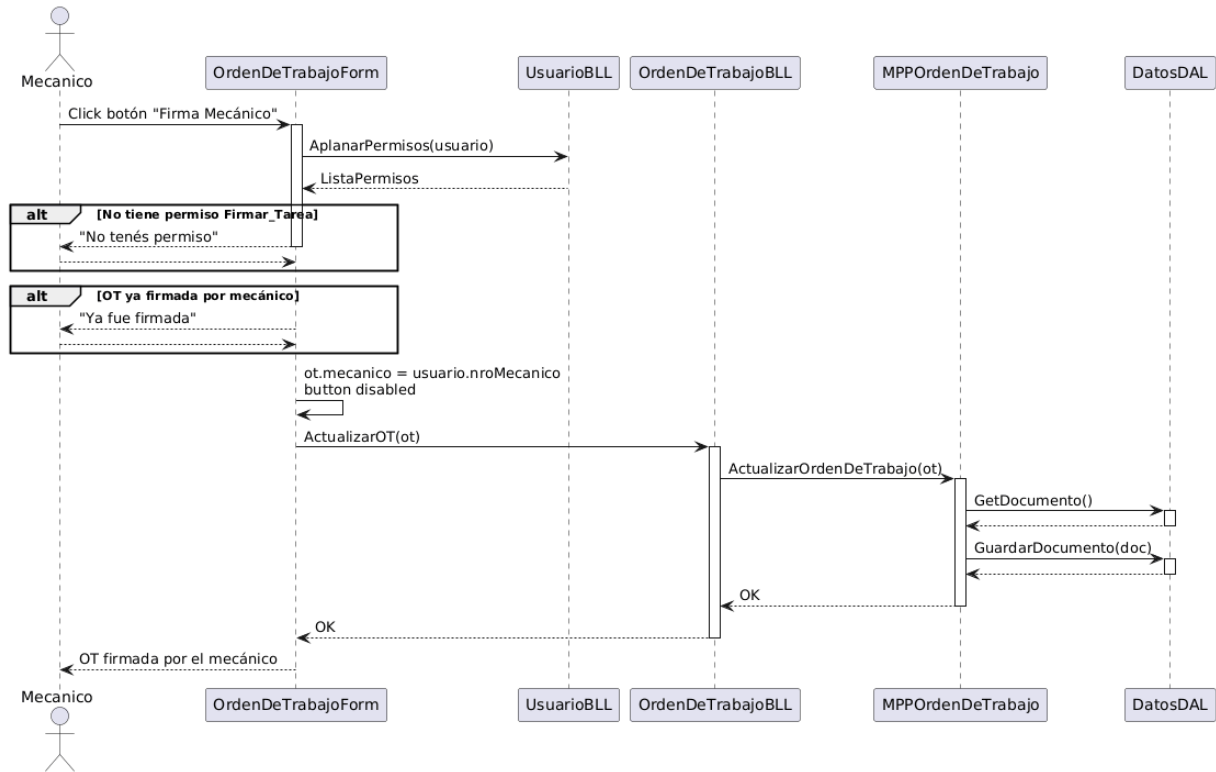 Mecanico
OrdenDeTrabajoForm
UsuarioBLL
OrdenDeTrabajoBLL
MPPOrdenDeTrabajo
DatosDAL
Click botón "Firma Mecánico"
AplanarPermisos(usuario)
ListaPermisos
alt [No tiene permiso Firmar_Tarea]
"No tenés permiso"
alt [OT ya firmada por mecánico]
"Ya fue firmada"
ot.mecanico = usuario.nroMecanico
button disabled
ActualizarOT(ot)
ActualizarOrdenDeTrabajo(ot)
GetDocumento()
GuardarDocumento(doc)
OK
OK
OT firmada por el mecánico
Mecanico
OrdenDeTrabajoForm
UsuarioBLL
OrdenDeTrabajoBLL
MPPOrdenDeTrabajo
DatosDAL